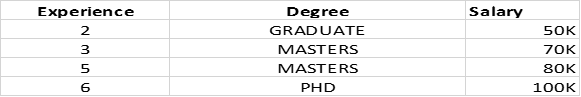 Experience Degree Salary
2 GRADUATE 50K
3 MASTERS 70K
5 MASTERS 80K
6 PHD 100K